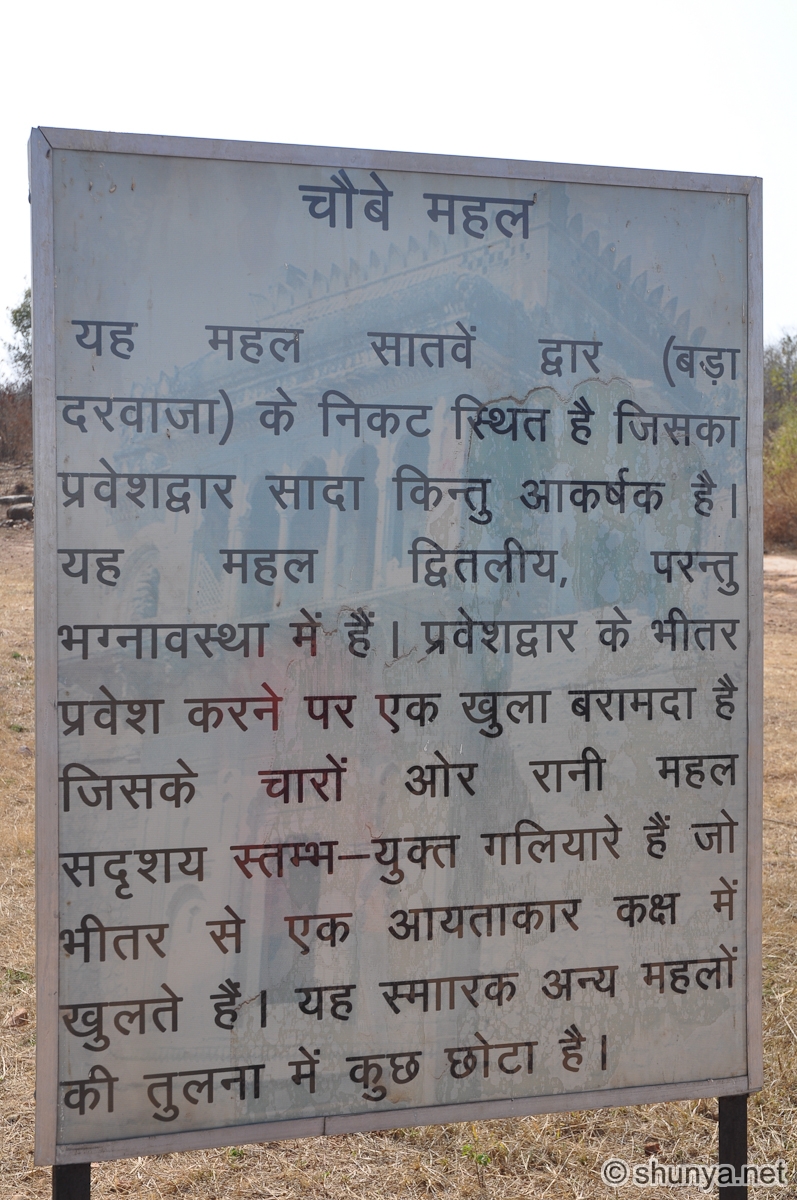 चौबे महल
यह महल सातवें द्वार (बड़ा
दरवाजा) के निकट स्थित है जिसका
प्रवेशद्वार सादा किन्तु आकर्षक है।
यह महल द्वितलीय, परन्तु
भग्नावस्था में हैं। प्रवेशद्वार के भीतर
प्रवेश करने पर एक खुला बरामदा है
जिसके चारों ओर रानी महल
सदृशय स्तम्भ–युक्त गलियारे हैं जो
भीतर से एक आयताकार कक्ष में
खुलते हैं। यह स्माारक अन्य महलों
की तुलना में कुछ छोटा है।
© shunya.net